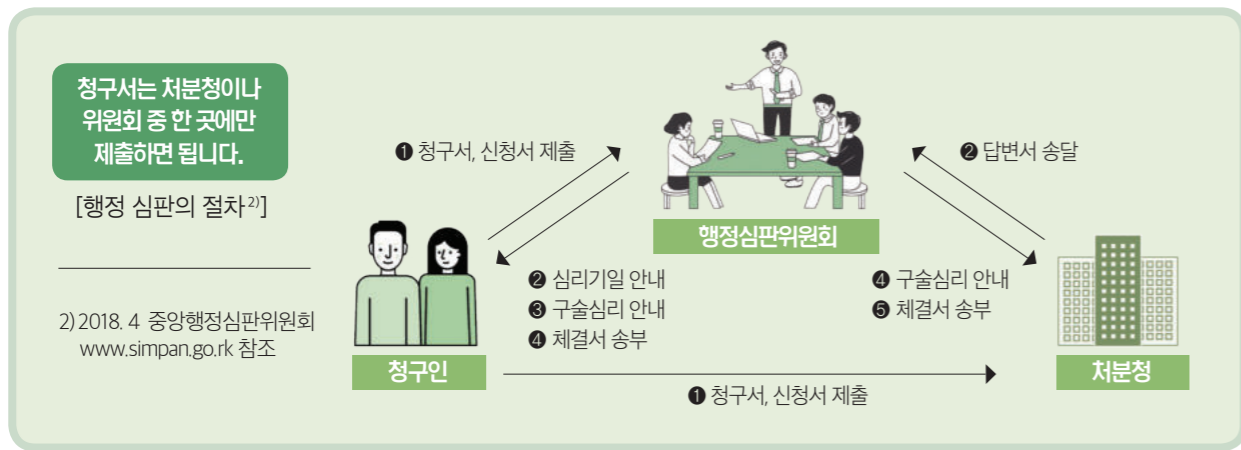 청구서는 처분청이나
위원회 중 한 곳에만
제출하면 됩니다.
[행정 심판의 절차²⁾]
2) 2018. 4 중앙행정심판위원회
www.simpan.go.rk 참조
❶ 청구서, 신청서 제출
❷ 답변서 송달
행정심판위원회
❷ 심리기일 안내
❸ 구술심리 안내
❹ 체결서 송부
❹ 구술심리 안내
❺ 체결서 송부
청구인
처분청
❶ 청구서, 신청서 제출